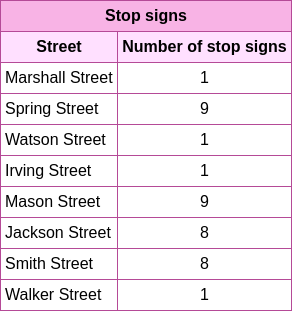 Stop signs
Street Number of stop signs
Marshall Street 1
Spring Street 9
Watson Street 1
Irving Street 1
Mason Street 9
Jackson Street 8
Smith Street 8
Walker Street 1